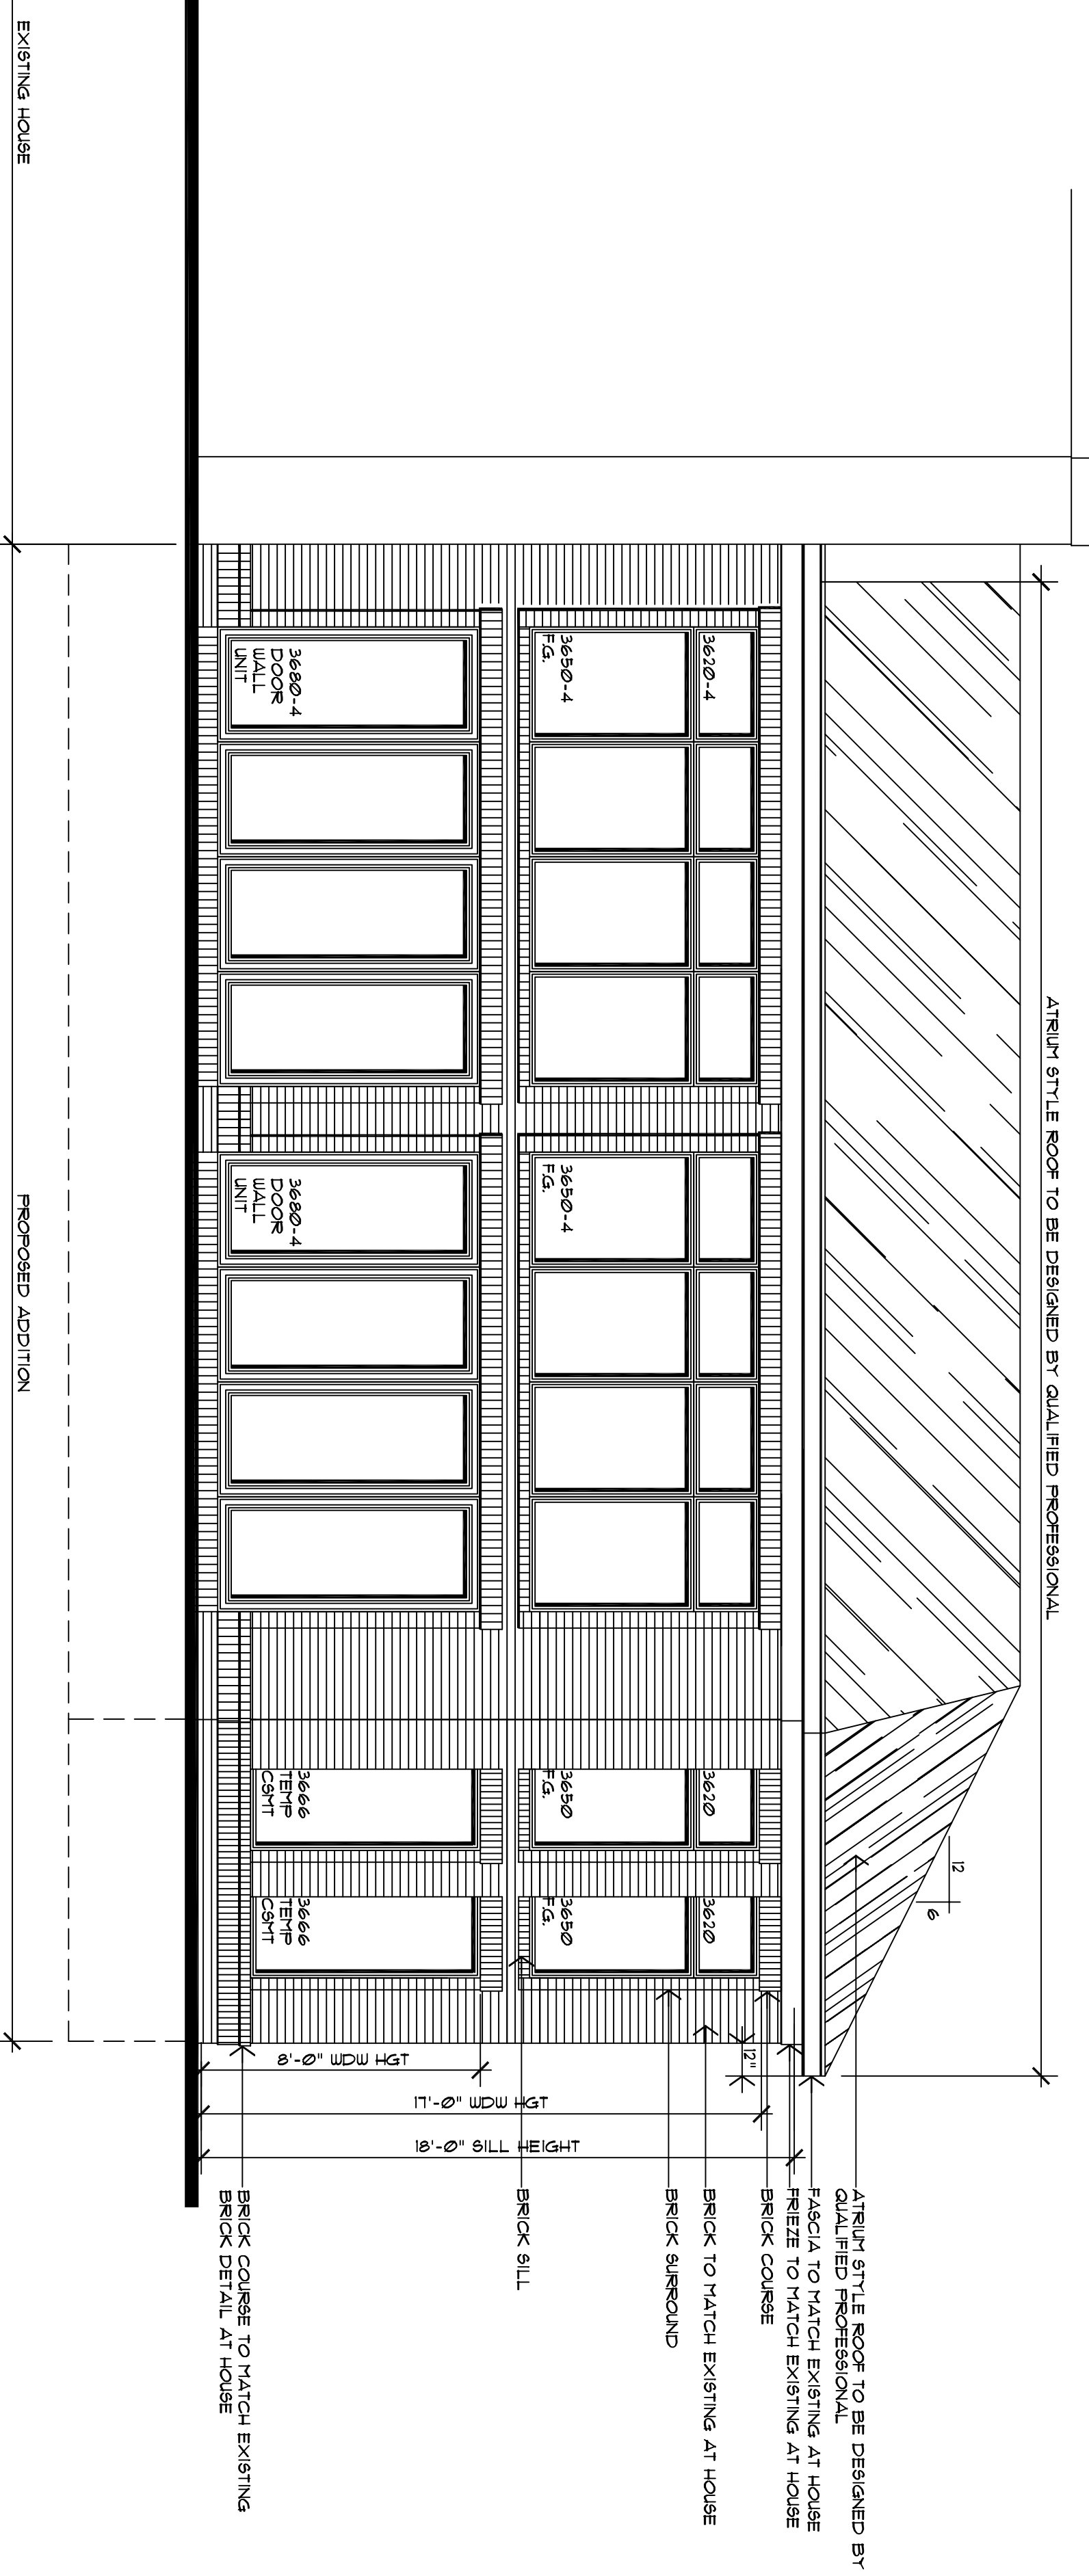 ATRIUM STYLE ROOF TO BE DESIGNED BY QUALIFIED PROFESSIONAL
12
6
ATRIUM STYLE ROOF TO BE DESIGNED BY
QUALIFIED PROFESSIONAL
FASCIA TO MATCH EXISTING AT HOUSE
FRIEZE TO MATCH EXISTING AT HOUSE
BRICK COURSE
BRICK TO MATCH EXISTING AT HOUSE
BRICK SURROUND
BRICK SILL
BRICK COURSE TO MATCH EXISTING
BRICK DETAIL AT HOUSE
12"
3620-4
3620
3620
3650-4
F.G.
3650-4
F.G.
3650
F.G.
3650
F.G.
3680-4
DOOR
WALL
UNIT
3680-4
DOOR
WALL
UNIT
3666
TEMP
CSMT
3666
TEMP
CSMT
8'-0" WDW HGT
17'-0" WDW HGT
18'-0" SILL HEIGHT
EXISTING HOUSE
PROPOSED ADDITION